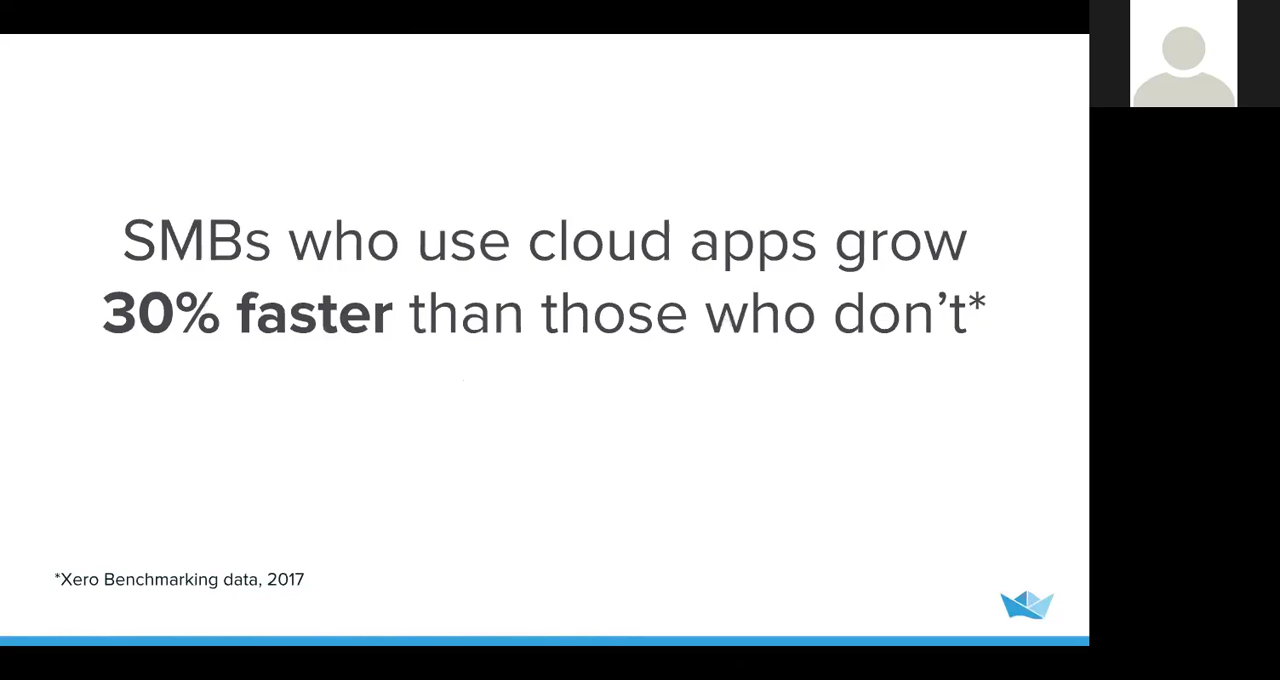 SMBs who use cloud apps grow
30% faster than those who don’t*
*Xero Benchmarking data, 2017